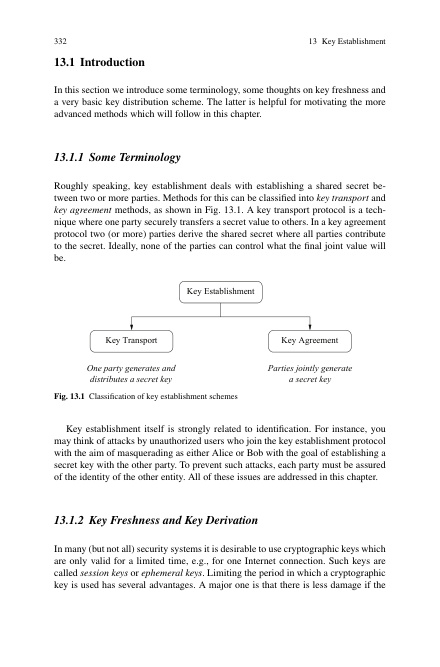 332
13 Key Establishment
13.1 Introduction
In this section we introduce some terminology, some thoughts on key freshness and
a very basic key distribution scheme. The latter is helpful for motivating the more
advanced methods which will follow in this chapter.
13.1.1 Some Terminology
Roughly speaking, key establishment deals with establishing a shared secret be-
tween two or more parties. Methods for this can be classified into key transport and
key agreement methods, as shown in Fig. 13.1. A key transport protocol is a tech-
nique where one party securely transfers a secret value to others. In a key agreement
protocol two (or more) parties derive the shared secret where all parties contribute
to the secret. Ideally, none of the parties can control what the final joint value will
be.
Key Establishment
Key Transport
Key Agreement
One party generates and
distributes a secret key
Parties jointly generate
a secret key
Fig. 13.1 Classification of key establishment schemes
Key establishment itself is strongly related to identification. For instance, you
may think of attacks by unauthorized users who join the key establishment protocol
with the aim of masquerading as either Alice or Bob with the goal of establishing a
secret key with the other party. To prevent such attacks, each party must be assured
of the identity of the other entity. All of these issues are addressed in this chapter.
13.1.2 Key Freshness and Key Derivation
In many (but not all) security systems it is desirable to use cryptographic keys which
are only valid for a limited time, e.g., for one Internet connection. Such keys are
called session keys or ephemeral keys. Limiting the period in which a cryptographic
key is used has several advantages. A major one is that there is less damage if the